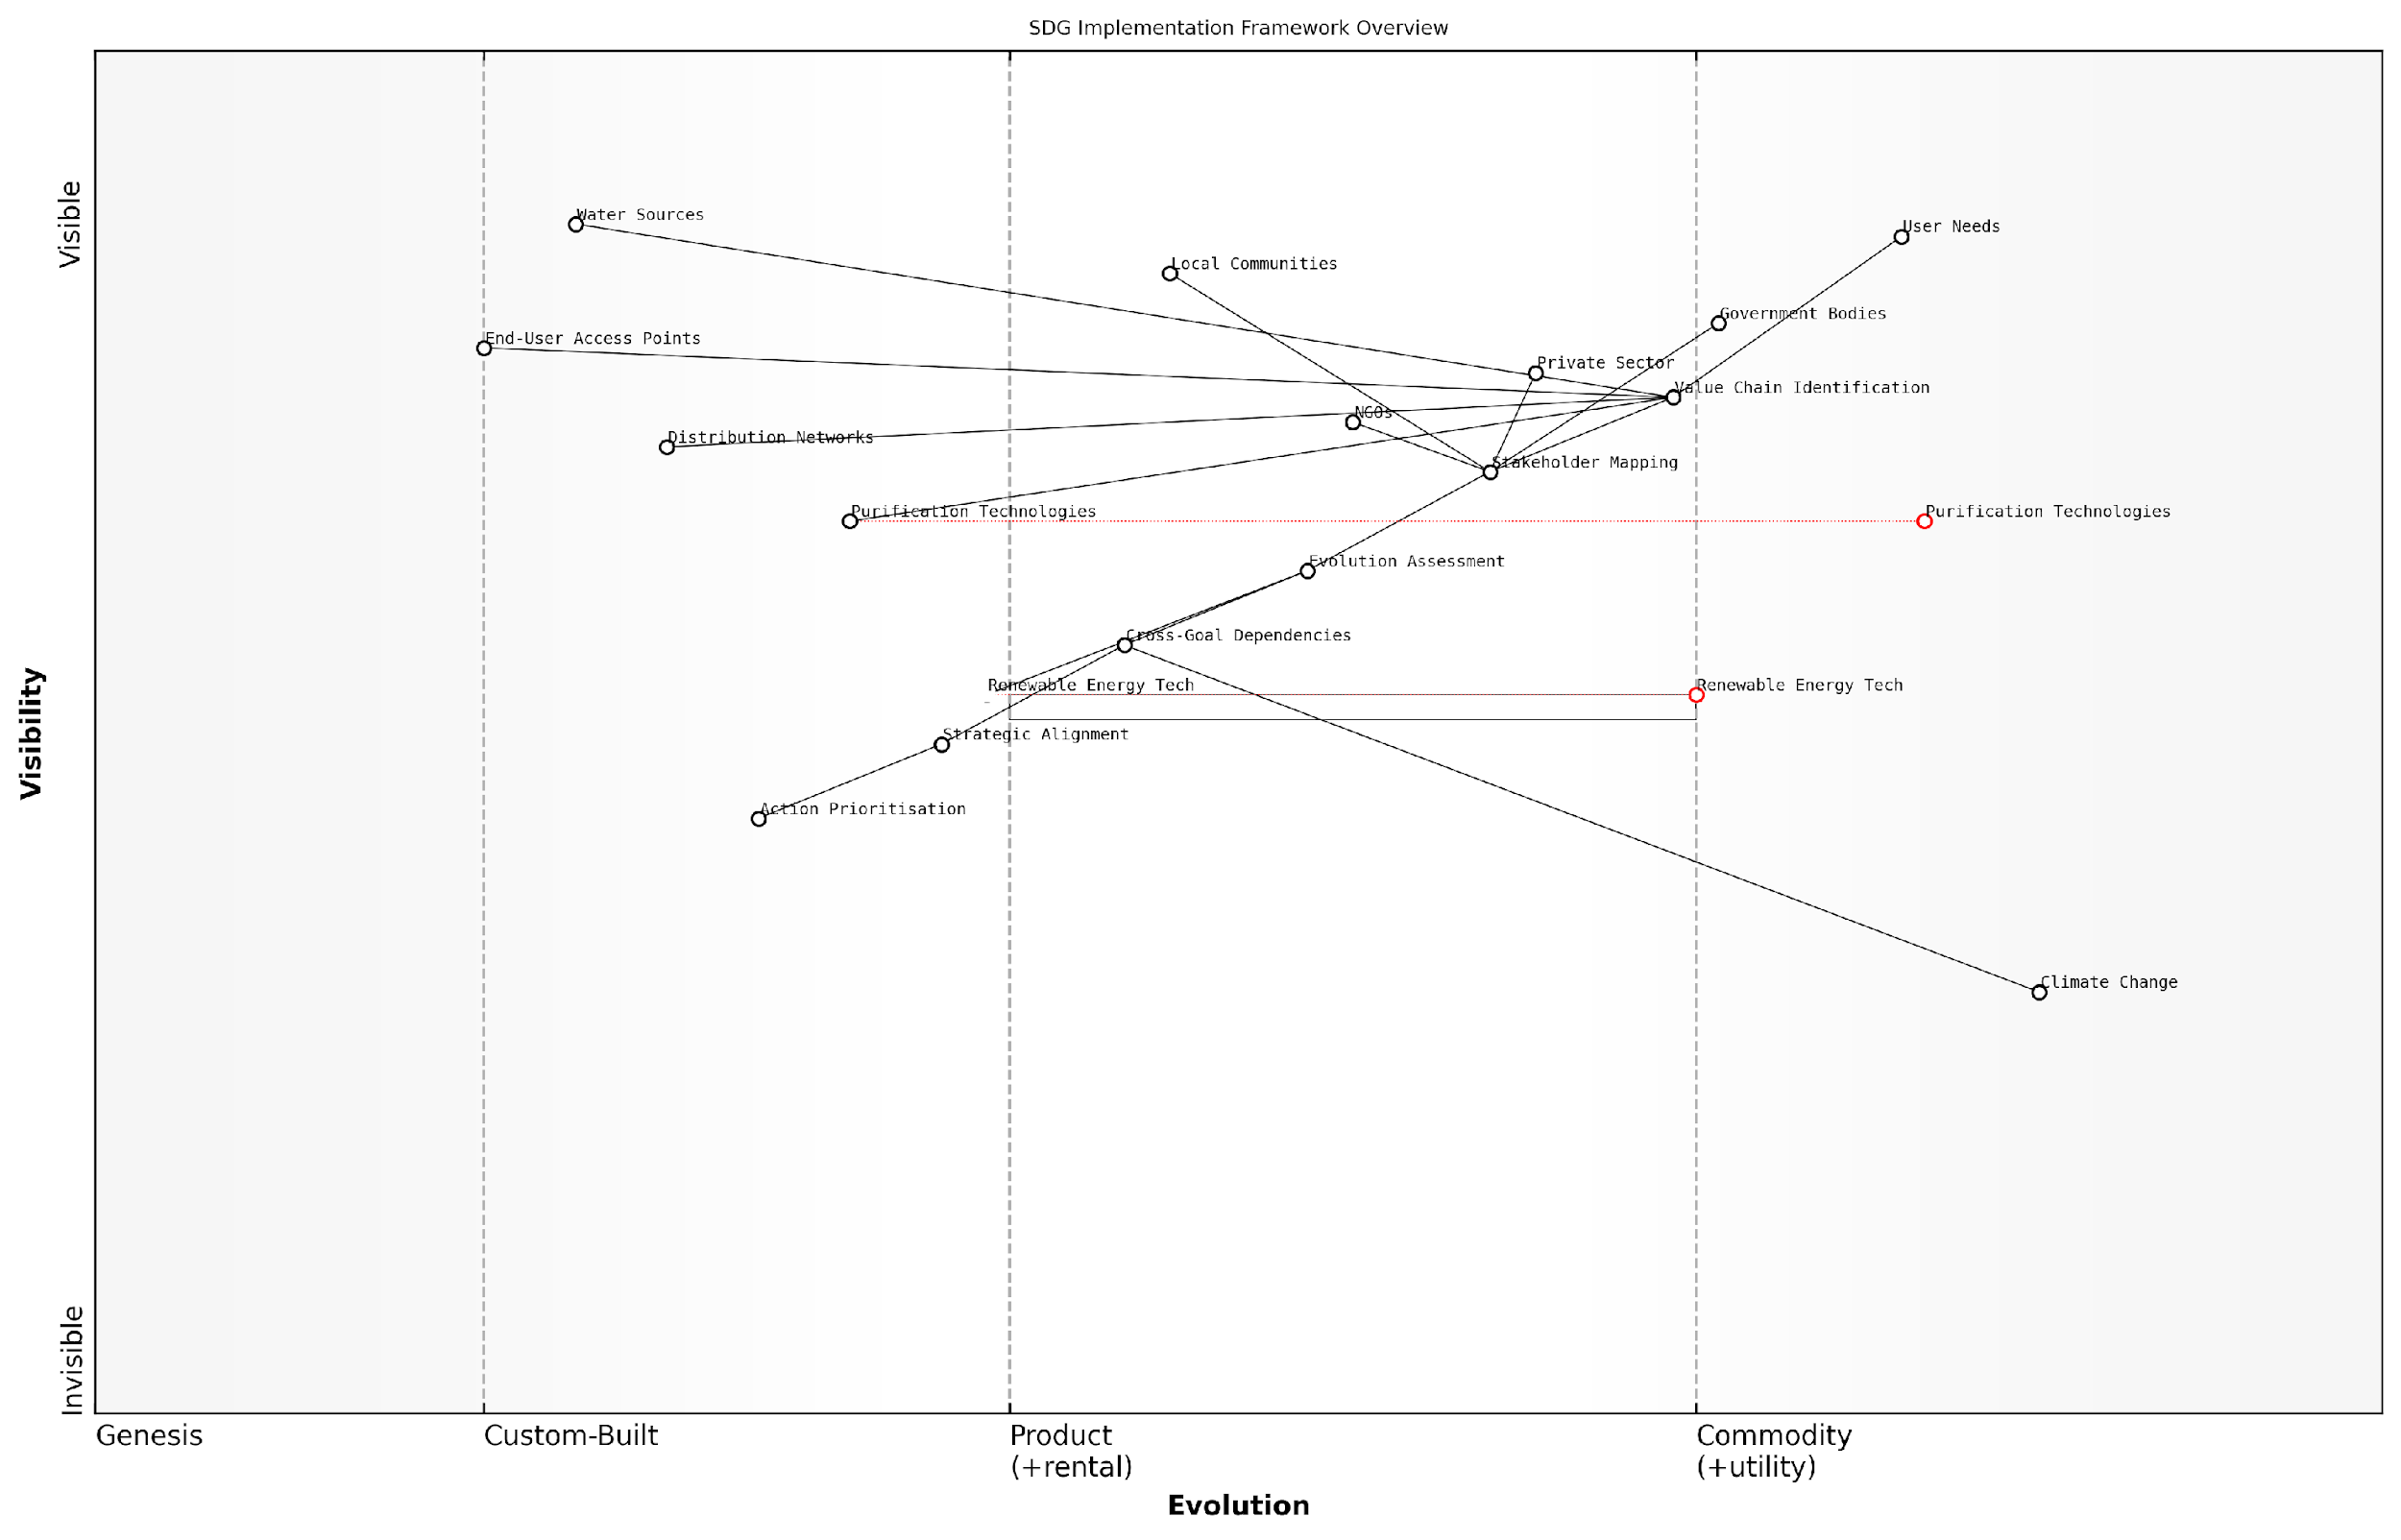 SDG Implementation Framework Overview
Visible
Water Sources
User Needs
Local Communities
Government Bodies
End-User Access Points
Private Sector
Value Chain Identification
NGOs
Distribution Networks
Stakeholder Mapping
Purification Technologies
Purification Technologies
Evolution Assessment
Cross-Goal Dependencies
Renewable Energy Tech
Renewable Energy Tech
Strategic Alignment
Visibility
Action Prioritisation
Climate Change
Invisible
Genesis
Custom-Built
Product
(+rental)
Commodity
(+utility)
Evolution